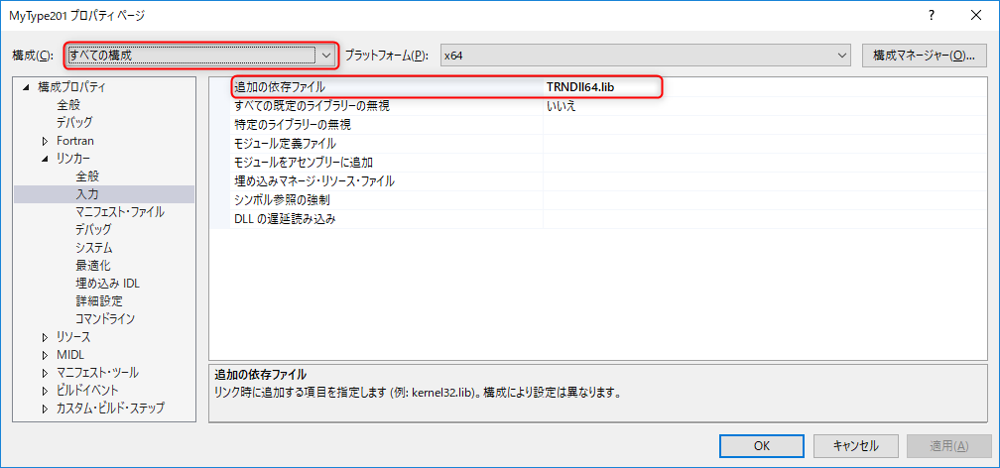 MyType201 プロパティ ページ
?
構成(C):
すべての構成
プラットフォーム(P):
x64
構成マネージャー(O)...
構成プロパティ
全般
デバッグ
Fortran
リンカー
全般
入力
マニフェスト・ファイル
デバッグ
システム
最適化
埋め込み IDL
詳細設定
コマンドライン
リソース
MIDL
マニフェスト・ツール
ビルドイベント
カスタム・ビルド・ステップ
追加の依存ファイル TRNDll64.lib
すべての既定のライブラリーの無視 いいえ
特定のライブラリーの無視
モジュール定義ファイル
モジュールをアセンブリーに追加
埋め込みマネージ・リソース・ファイル
シンボル参照の強制
DLL の遅延読み込み
追加の依存ファイル
リンク時に追加する項目を指定します (例: kernel32.lib)。構成により設定は異なります。
OK
キャンセル
適用(A)